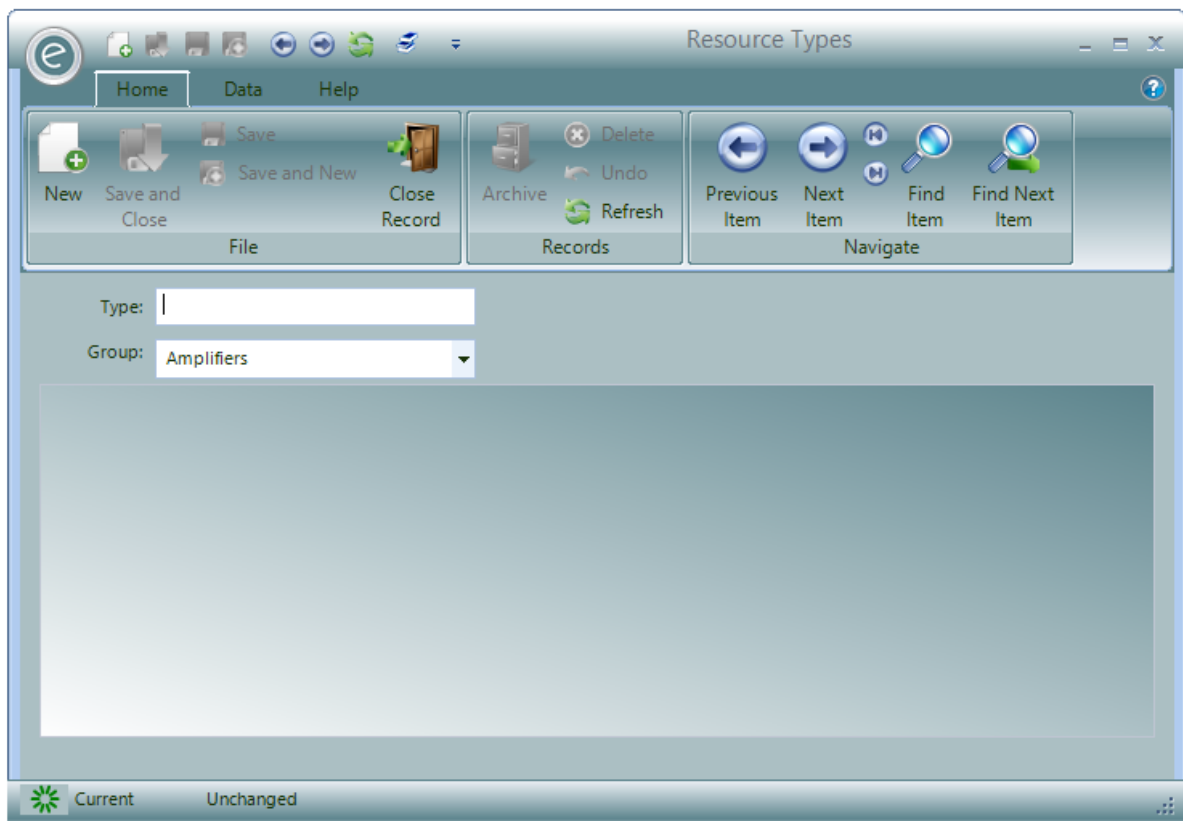 e
Resource Types
Home Data Help
New
Save and Close
Save
Save and New
Close Record
File
Archive
Delete
Undo
Refresh
Records
Previous Item
Next Item
Find Item
Find Next Item
Navigate
Type:
Group: Amplifiers
Current Unchanged